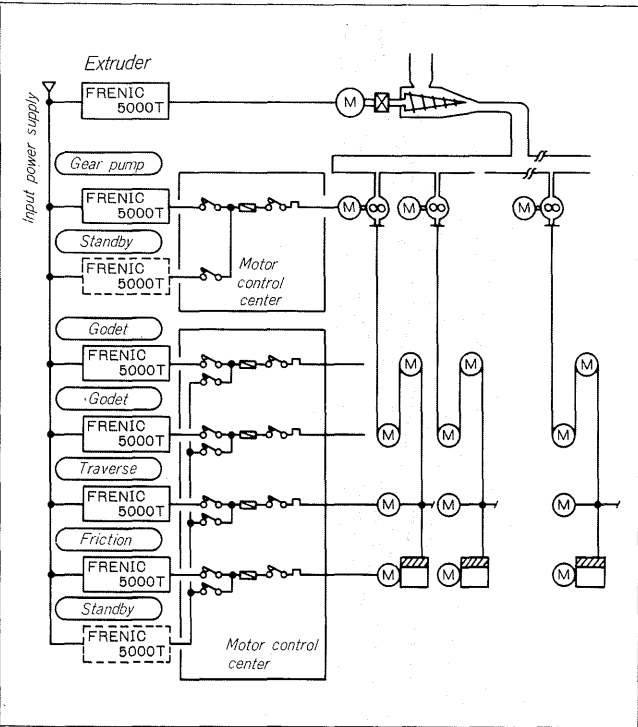 Extruder
FRENIC
5000T
M
Input power supply
Gear pump
FRENIC
5000T
M
M
M
Standby
FRENIC
5000T
Motor
control
center
Godet
FRENIC
5000T
M
M
M
Godet
FRENIC
5000T
M
M
M
Traverse
FRENIC
5000T
M
M
M
Friction
FRENIC
5000T
M
M
M
Standby
FRENIC
5000T
Motor control
center